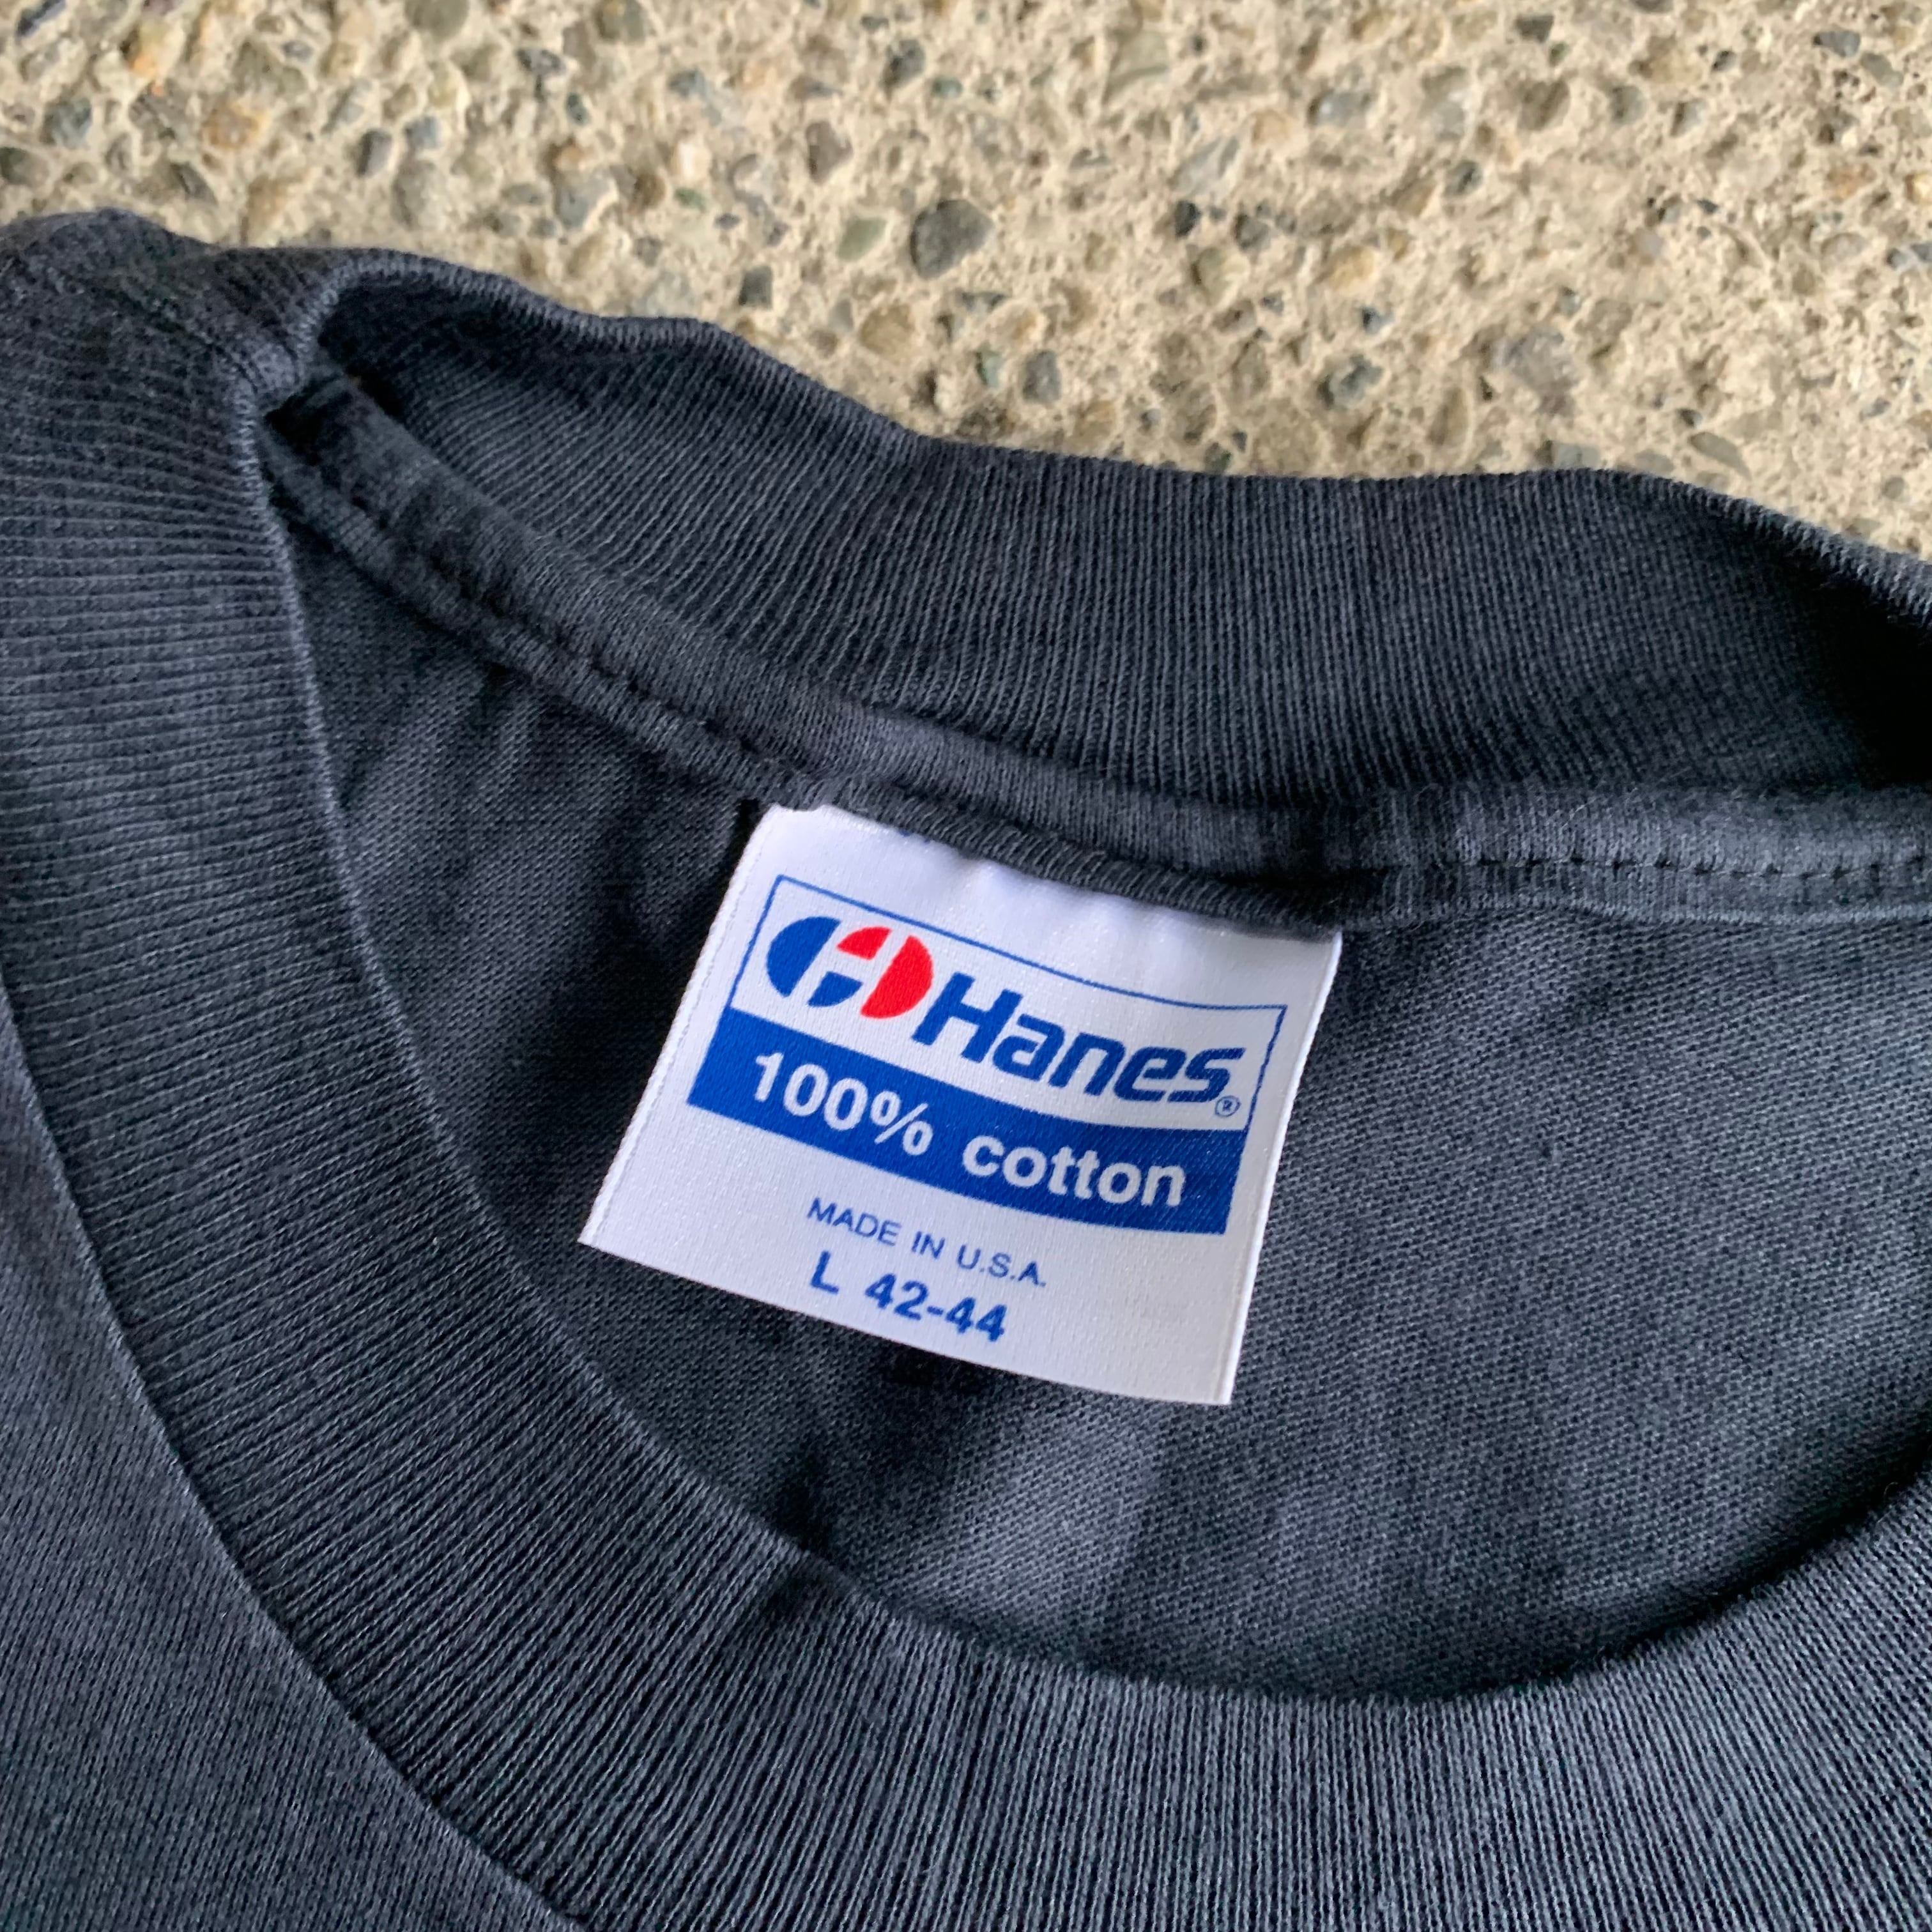 Hanes®
100% cotton
MADE IN U.S.A.
L 42-44